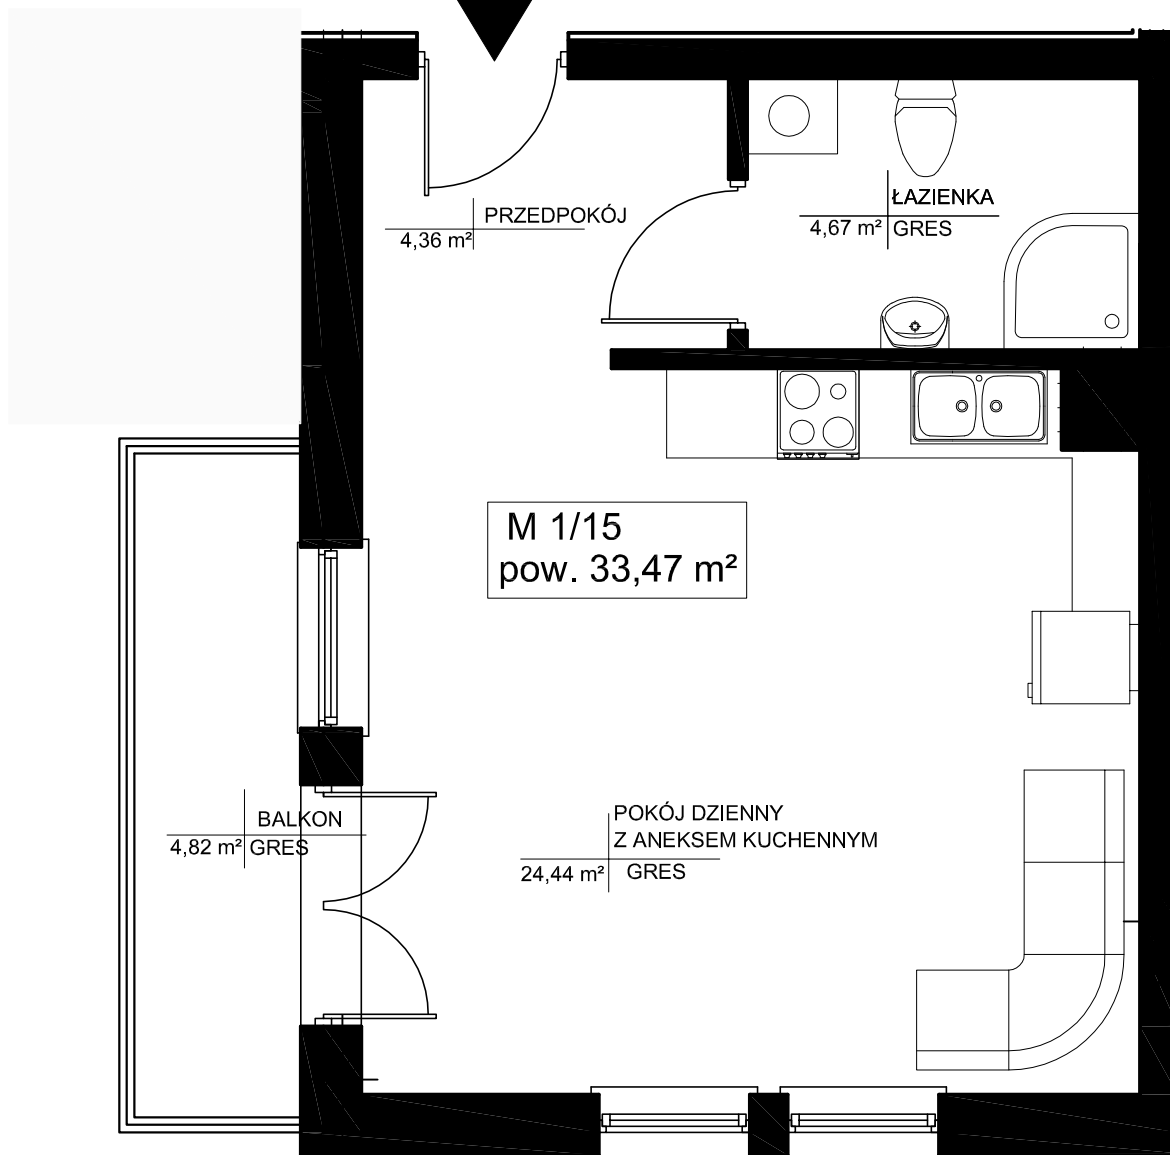 PRZEDPOKÓJ
4,36 m²
ŁAZIENKA
4,67 m² GRES
M 1/15
pow. 33,47 m²
BALKON
4,82 m² GRES
POKÓJ DZIENNY
Z ANEKSEM KUCHENNYM
24,44 m² GRES